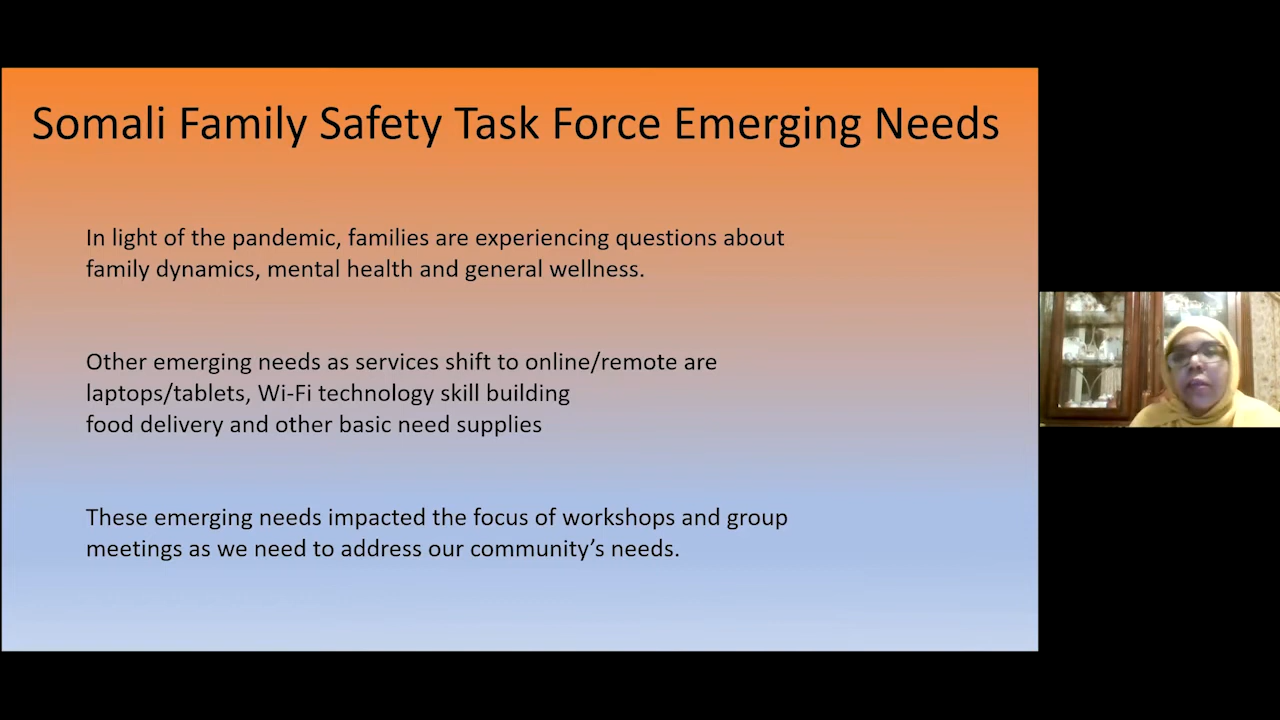 Somali Family Safety Task Force Emerging Needs
In light of the pandemic, families are experiencing questions about
family dynamics, mental health and general wellness.
Other emerging needs as services shift to online/remote are
laptops/tablets, Wi-Fi technology skill building
food delivery and other basic need supplies
These emerging needs impacted the focus of workshops and group
meetings as we need to address our community’s needs.